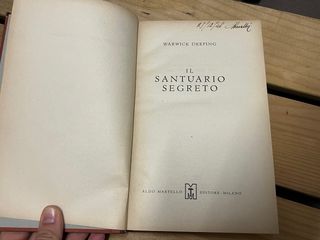 WARWICK DEEPING
IL
SANTUARIO
SEGRETO
ALDO MARTELLO EDITORE - MILANO